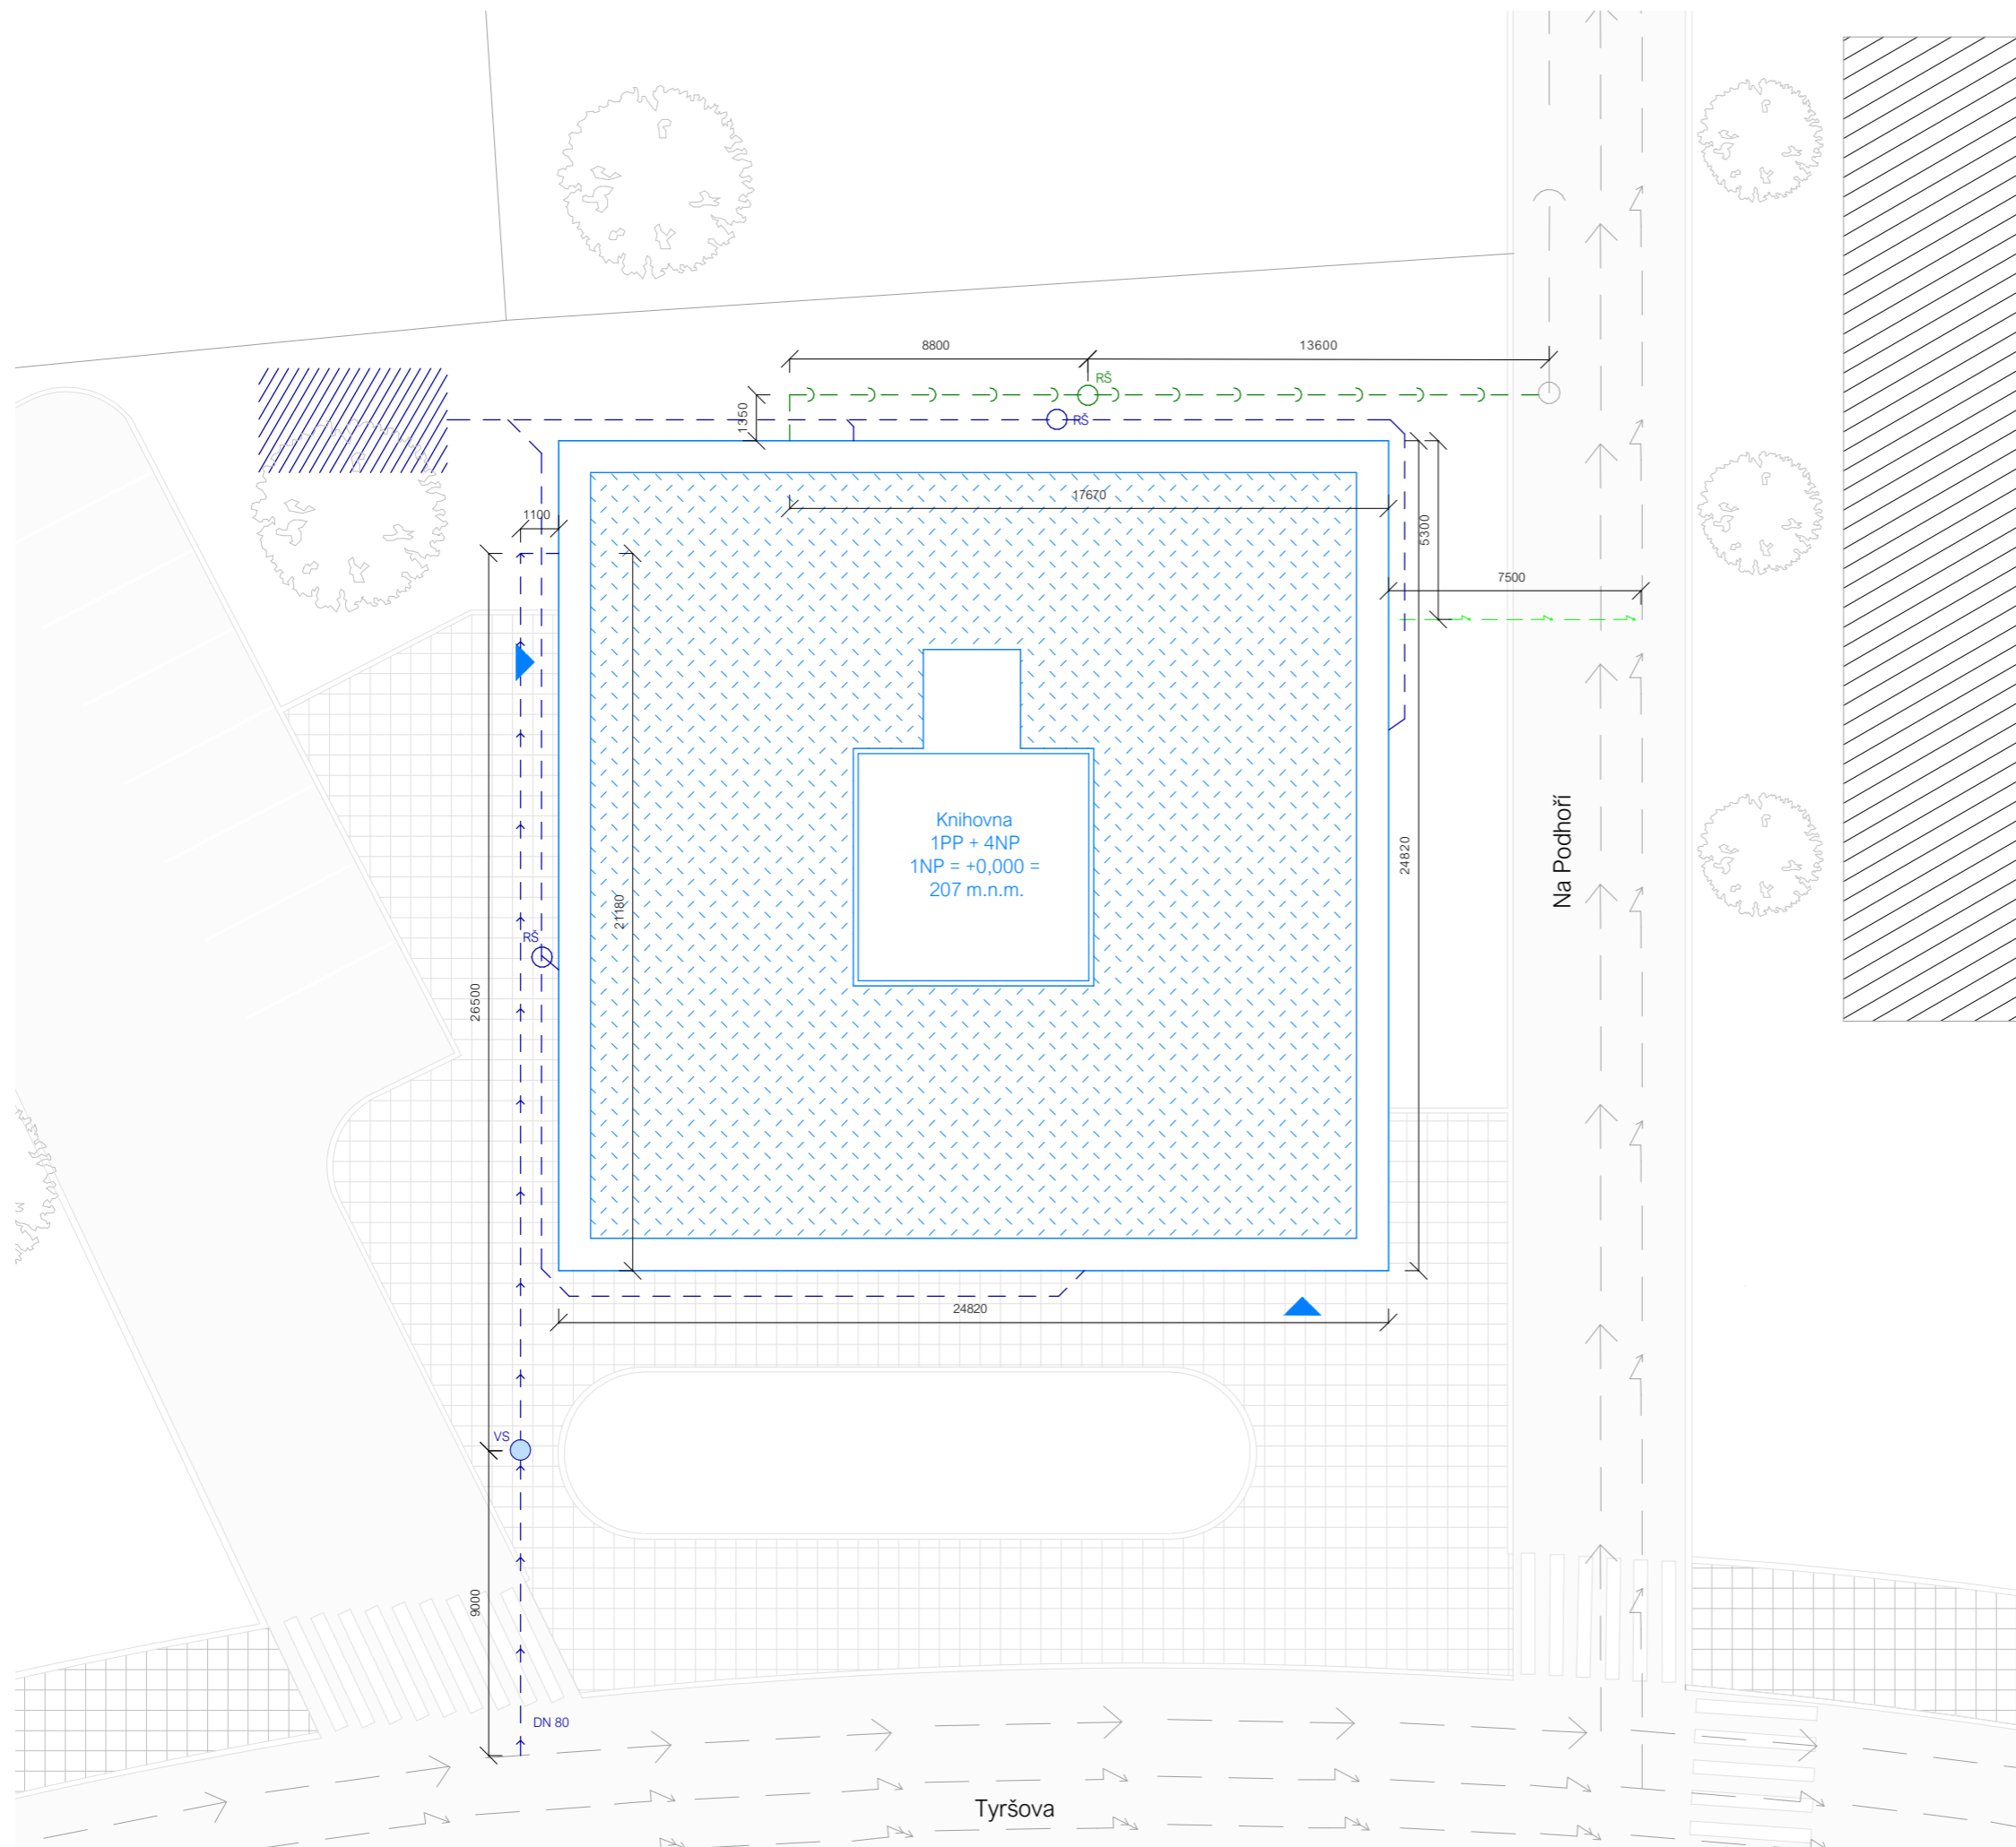 8800
13600
RŠ
1350
RŠ
17670
1100
5300
7500
Knihovna
1PP + 4NP
1NP = +0,000 =
207 m.n.m.
Na Podhoří
24820
21180
RŠ
26500
24820
VS
9000
DN 80
Tyršova